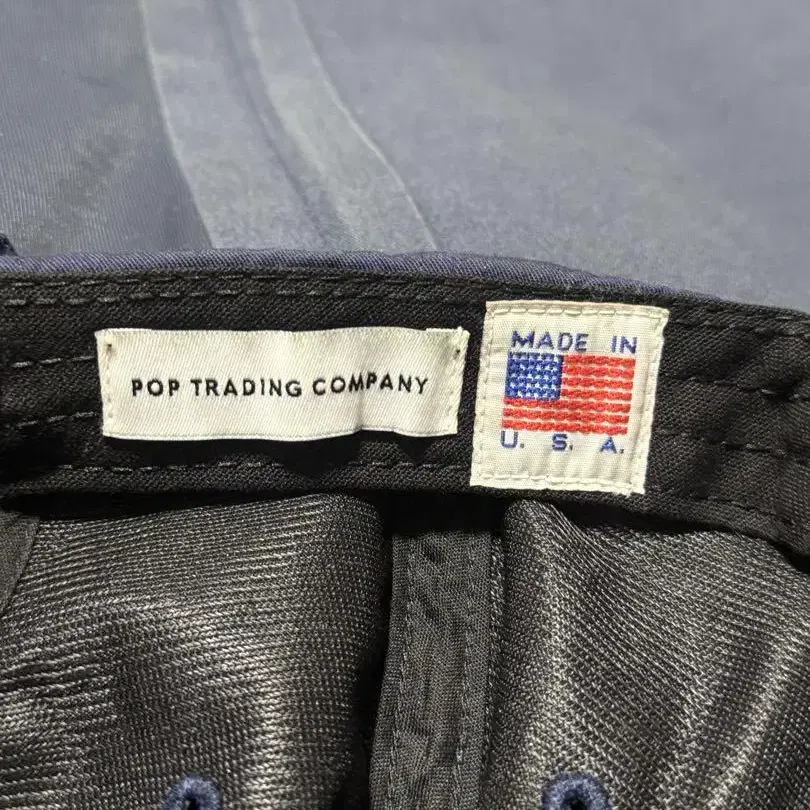 POP TRADING COMPANY
MADE IN
U. S. A.